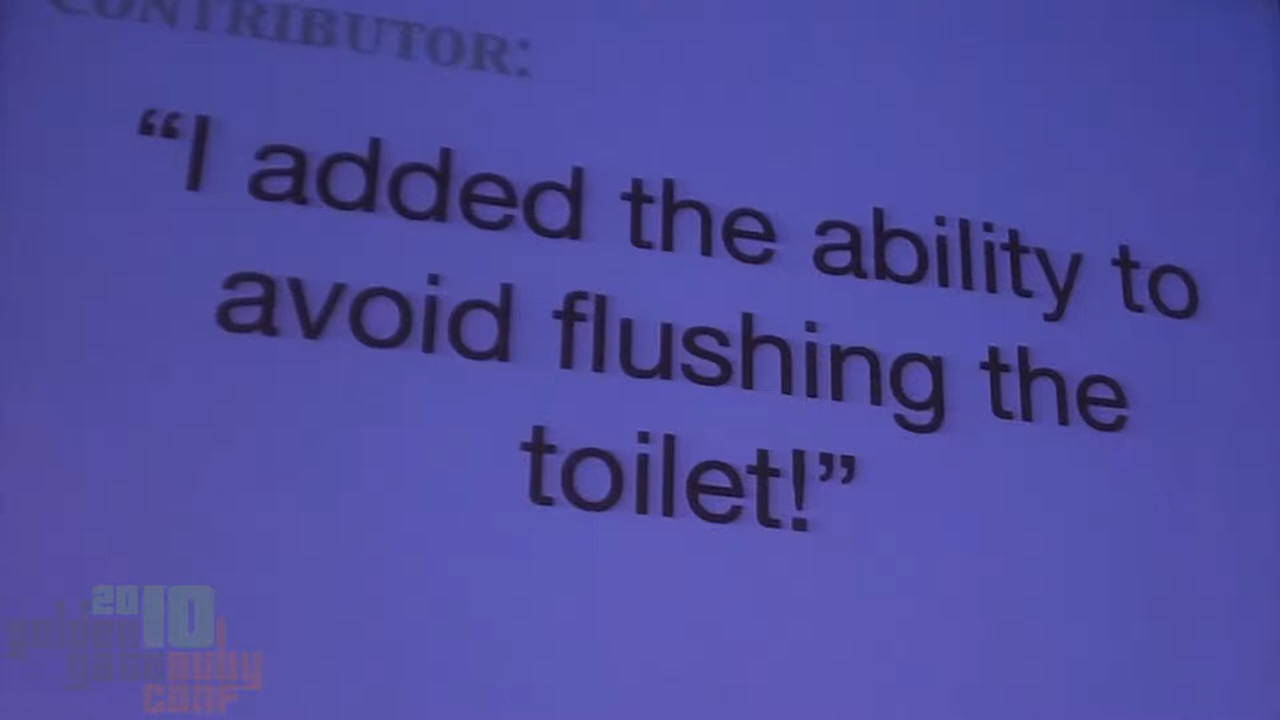 CONTRIBUTOR:
“I added the ability to
avoid flushing the
toilet!”
2010
golden
gate ruby
conf